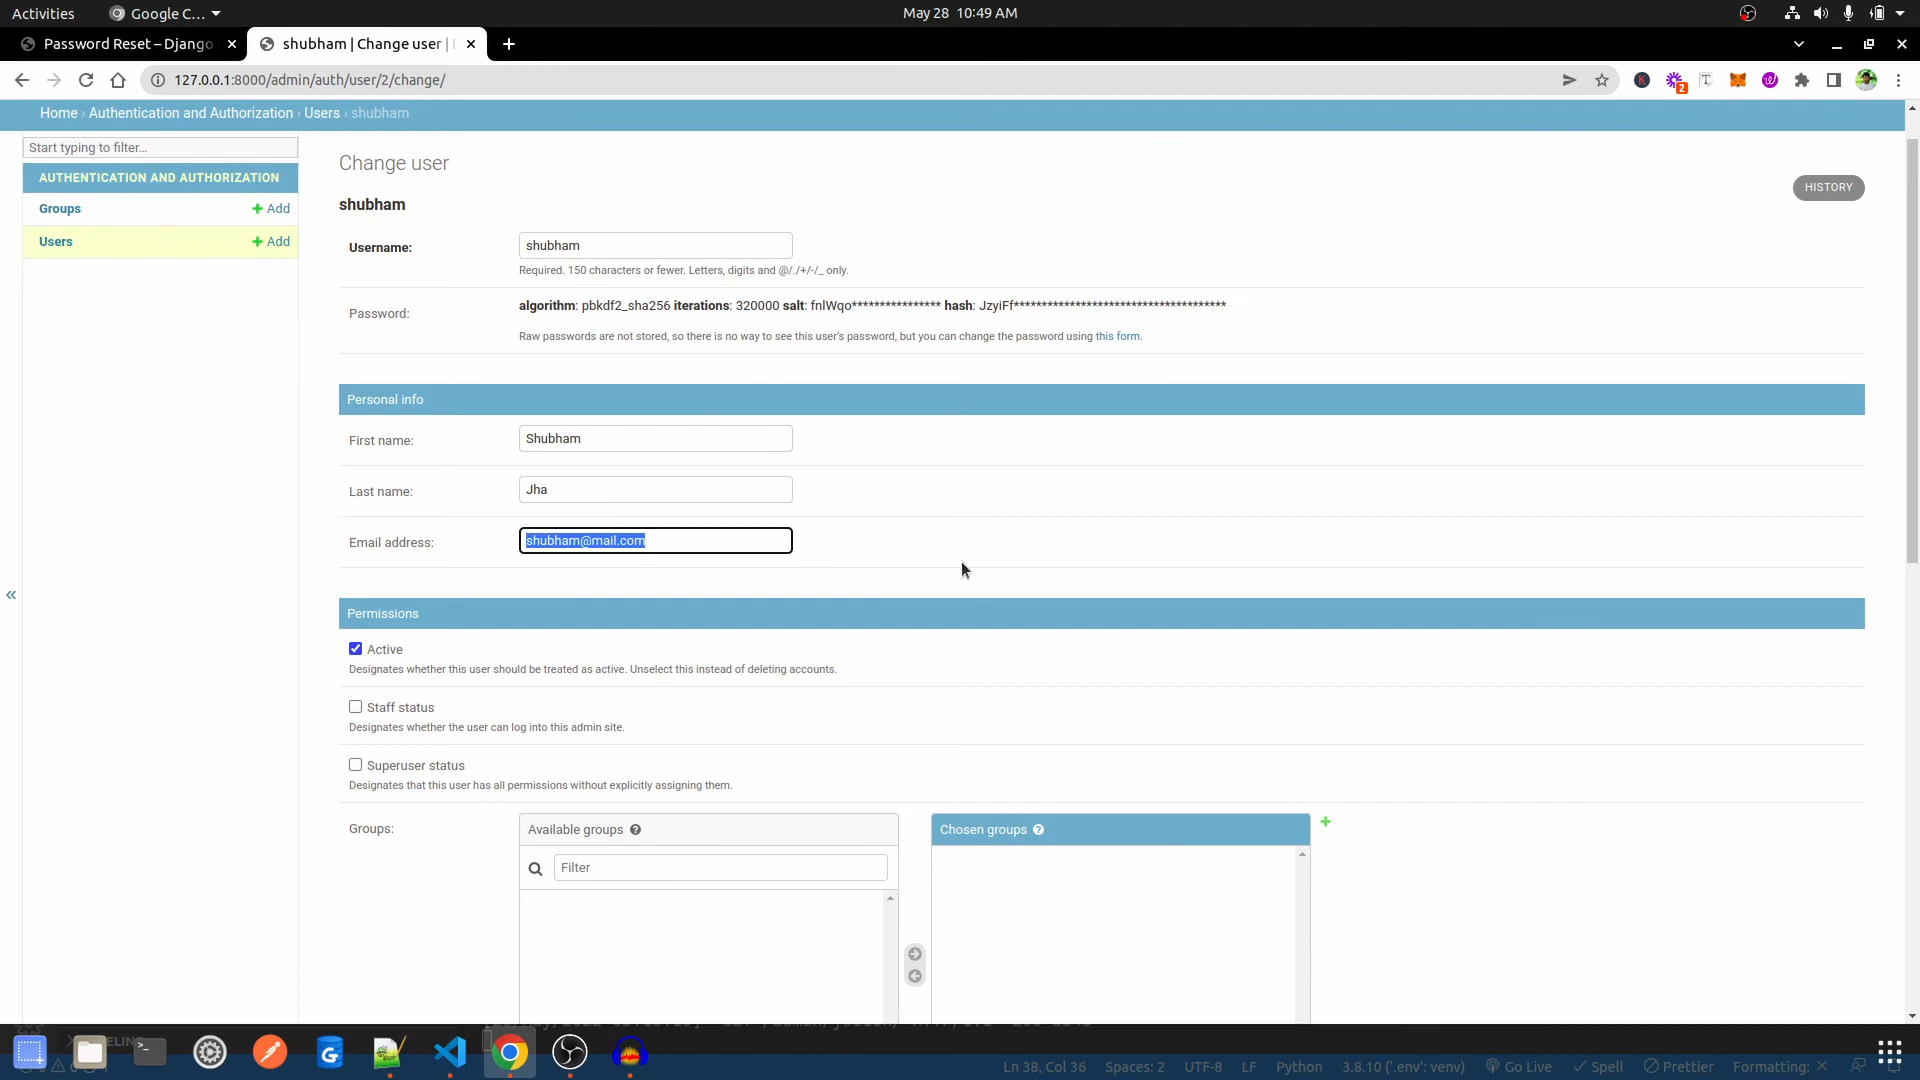 Activities
Google C…
May 28 10:49 AM
Password Reset – Django
shubham | Change user |
127.0.0.1:8000/admin/auth/user/2/change/
2
Home › Authentication and Authorization › Users › shubham
Start typing to filter...
AUTHENTICATION AND AUTHORIZATION
Groups
+ Add
Users
+ Add
«
Change user
HISTORY
shubham
Username:
shubham
Required. 150 characters or fewer. Letters, digits and @/./+/-/_ only.
Password:
algorithm: pbkdf2_sha256 iterations: 320000 salt: fnlWqo**************** hash: JzyiFf**************************************
Raw passwords are not stored, so there is no way to see this user's password, but you can change the password using this form.
Personal info
First name:
Shubham
Last name:
Jha
Email address:
shubham@mail.com
Permissions
Active
Designates whether this user should be treated as active. Unselect this instead of deleting accounts.
Staff status
Designates whether the user can log into this admin site.
Superuser status
Designates that this user has all permissions without explicitly assigning them.
Groups:
Available groups
Filter
Chosen groups
Ln 38, Col 36
Spaces: 2
UTF-8
LF
Python
3.8.10 ('.env': venv)
Go Live
Spell
Prettier
Formatting: ×